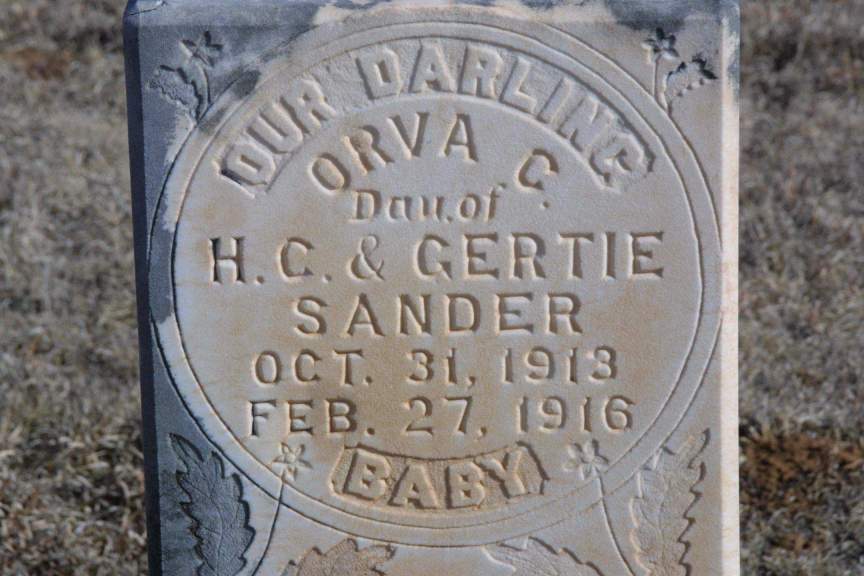 OUR DARLING
ORVA C.
Dau. of
H. C. & GERTIE
SANDER
OCT. 31, 1913
FEB. 27, 1916
BABY